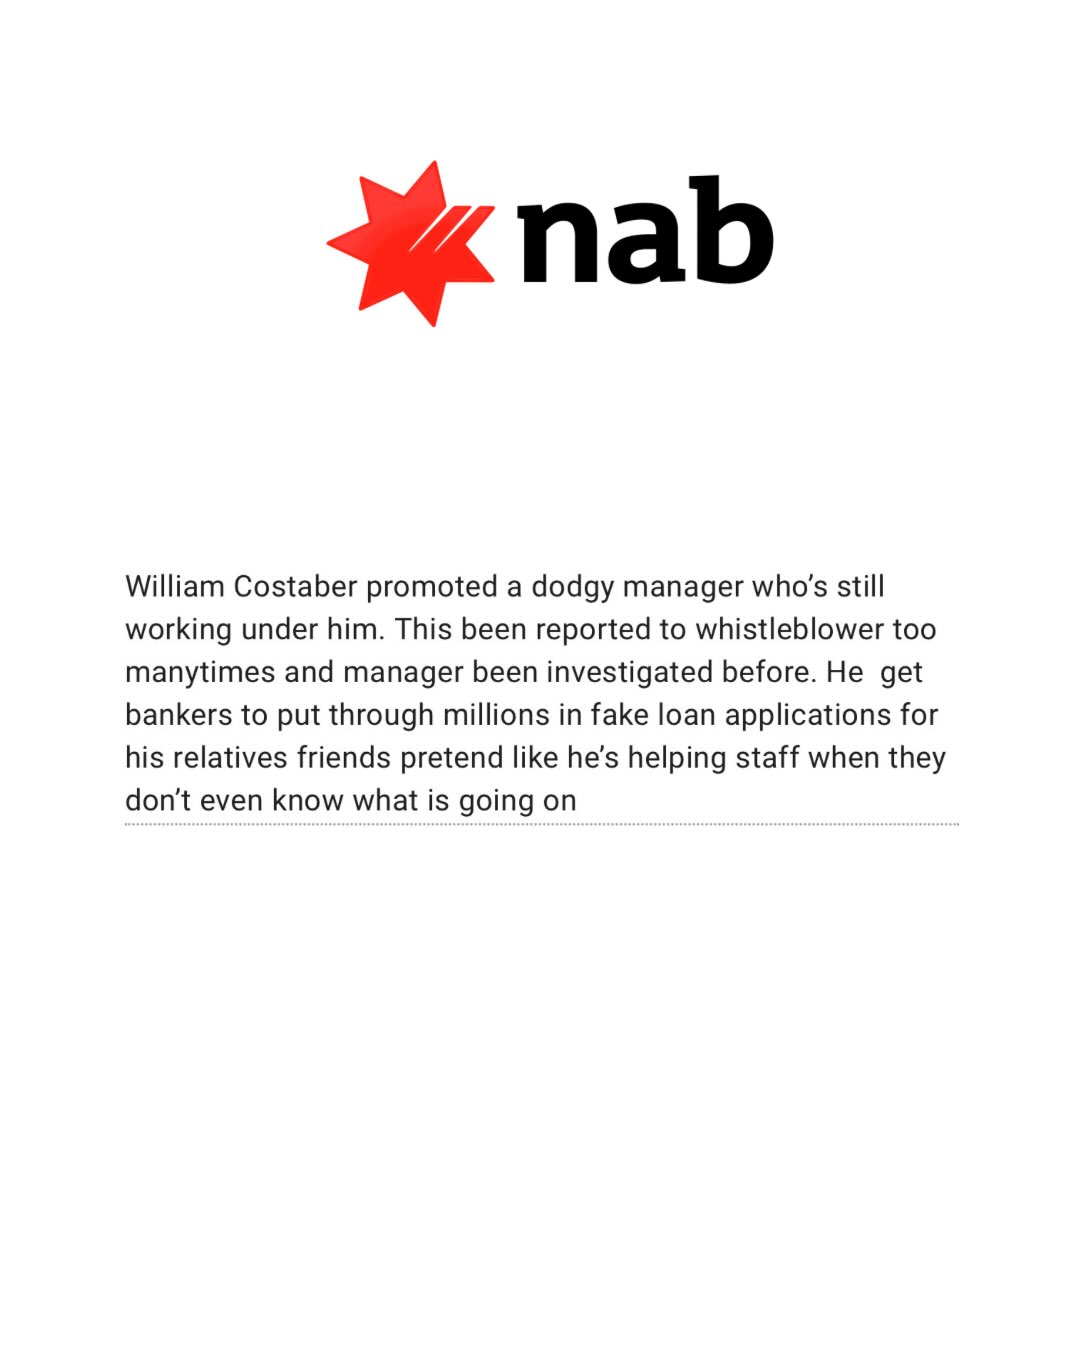 nab
William Costaber promoted a dodgy manager who’s still
working under him. This been reported to whistleblower too
manytimes and manager been investigated before. He  get
bankers to put through millions in fake loan applications for
his relatives friends pretend like he’s helping staff when they
don’t even know what is going on